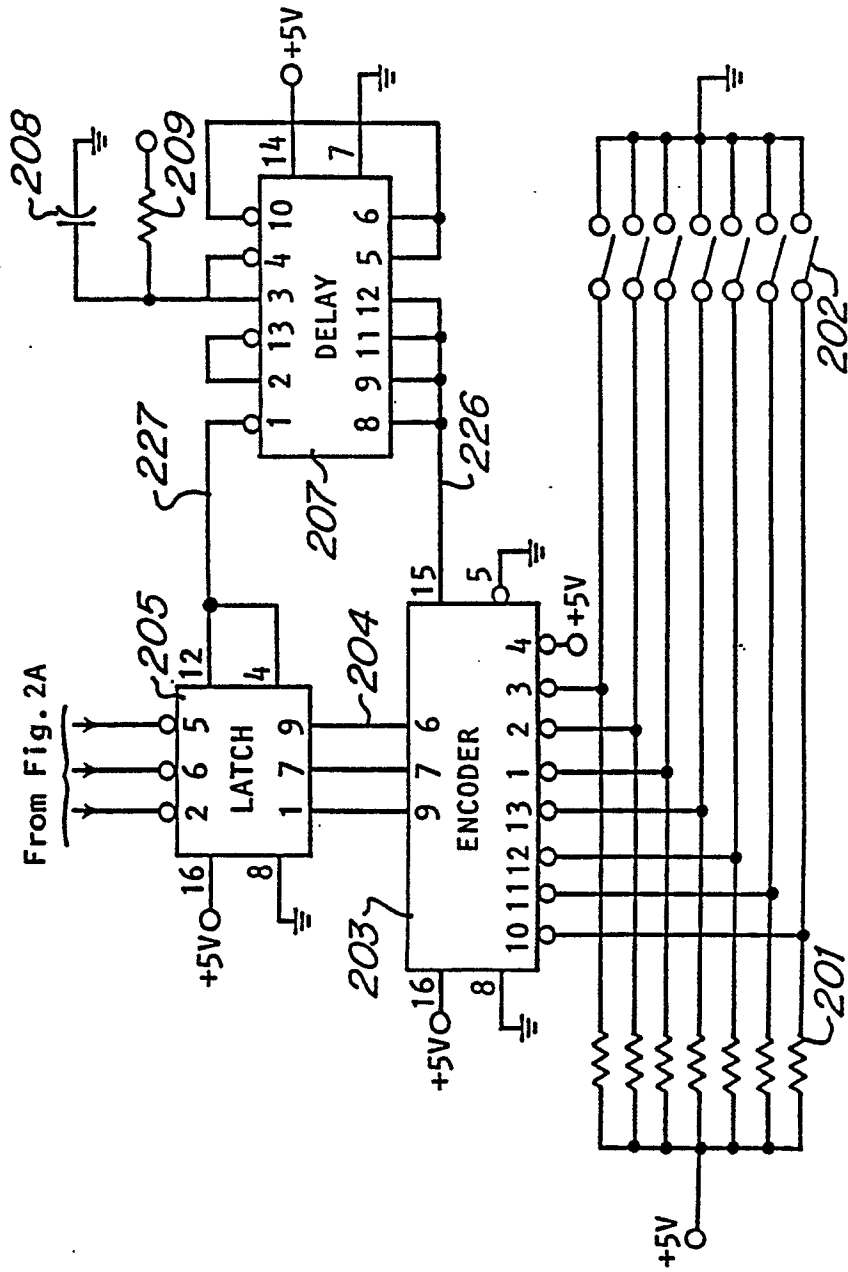 From Fig. 2A
208
209
227
205
+5V 16
2 6 5
12
LATCH
8
4
1 7 9
1 2 13 3 4 10
14 +5V
DELAY
207
7
8 9 11 12 5 6
204
226
203
+5V 16
9 7 6
15
ENCODER
8
5
10 11 12 13 1 2 3 4
+5V
+5V
201
202